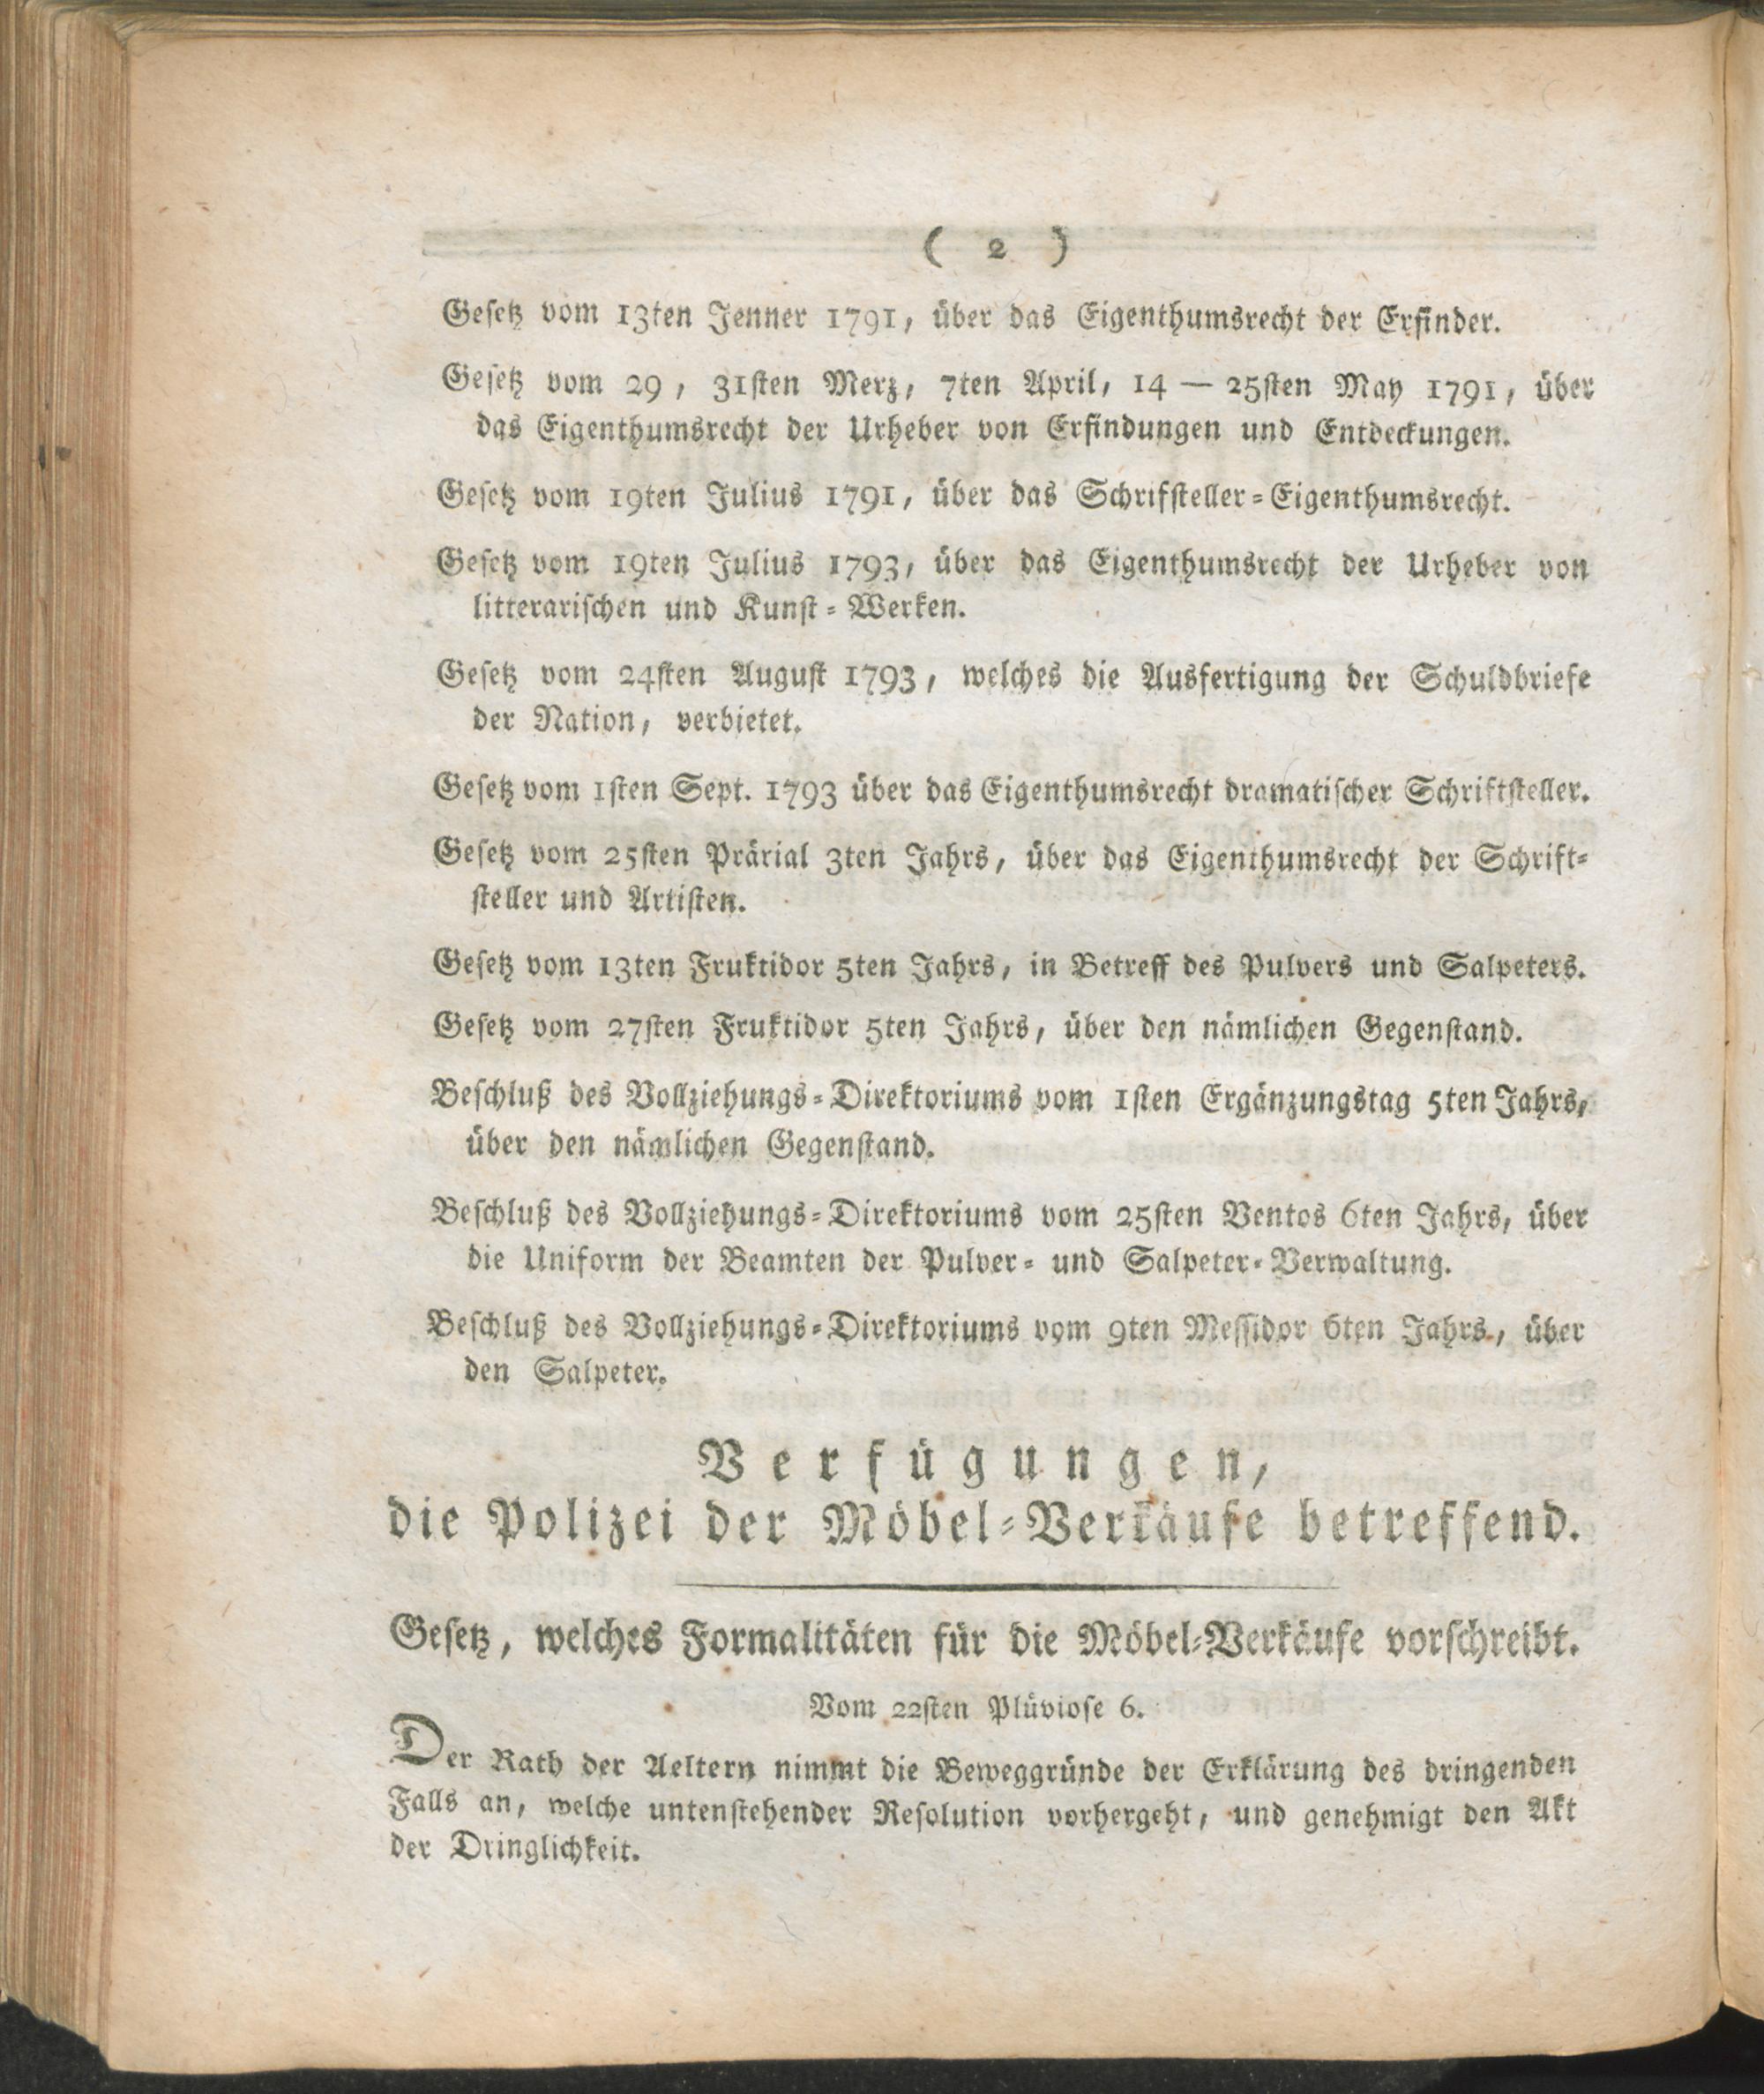 ( 2 )
Gesetz vom 13ten Jenner 1791, über das Eigenthumsrecht der Erfinder.
Gesetz vom 29, 31sten Merz, 7ten April, 14 — 25sten May 1791, über
das Eigenthumsrecht der Urheber von Erfindungen und Entdeckungen.
Gesetz vom 19ten Julius 1791, über das Schrifsteller-Eigenthumsrecht.
Gesetz vom 19ten Julius 1793, über das Eigenthumsrecht der Urheber von
litterarischen und Kunst-Werken.
Gesetz vom 24sten August 1793, welches die Ausfertigung der Schuldbriefe
der Nation, verbietet.
Gesetz vom 1sten Sept. 1793 über das Eigenthumsrecht dramatischer Schriftsteller.
Gesetz vom 25sten Prärial 3ten Jahrs, über das Eigenthumsrecht der Schrift-
steller und Artisten.
Gesetz vom 13ten Fruktidor 5ten Jahrs, in Betreff des Pulvers und Salpeters.
Gesetz vom 27sten Fruktidor 5ten Jahrs, über den nämlichen Gegenstand.
Beschluß des Vollziehungs-Direktoriums vom 1sten Ergänzungstag 5ten Jahrs,
über den nämlichen Gegenstand.
Beschluß des Vollziehungs-Direktoriums vom 25sten Ventos 6ten Jahrs, über
die Uniform der Beamten der Pulver- und Salpeter-Verwaltung.
Beschluß des Vollziehungs-Direktoriums vom 9ten Messidor 6ten Jahrs., über
den Salpeter.
Verfügungen,
die Polizei der Möbel-Verkäufe betreffend.
Gesetz, welches Formalitäten für die Möbel-Verkäufe vorschreibt.
Vom 22sten Plüviose 6.
Der Rath der Aeltern nimmt die Beweggründe der Erklärung des dringenden
Falls an, welche untenstehender Resolution vorhergeht, und genehmigt den Akt
der Dringlichkeit.